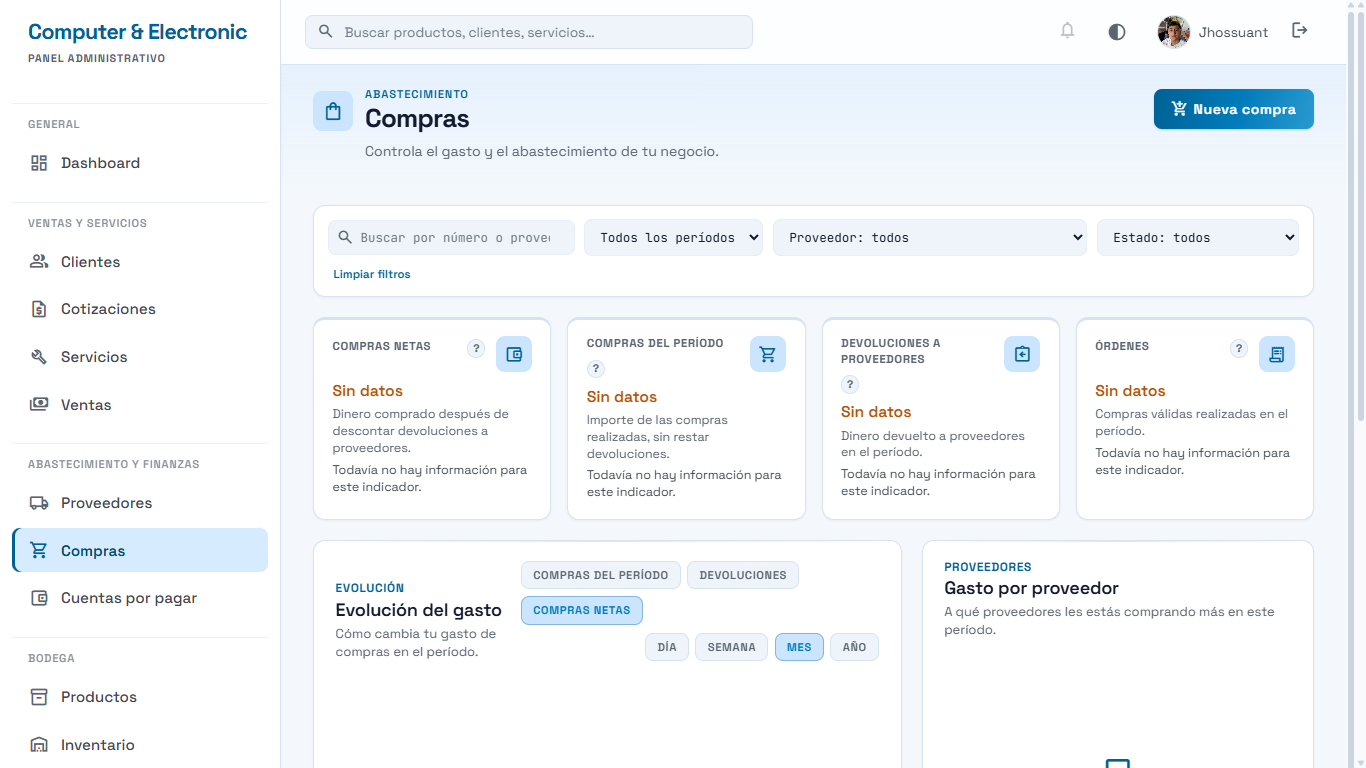 Computer & Electronic
PANEL ADMINISTRATIVO
GENERAL
Dashboard
VENTAS Y SERVICIOS
Clientes
Cotizaciones
Servicios
Ventas
ABASTECIMIENTO Y FINANZAS
Proveedores
Compras
Cuentas por pagar
BODEGA
Productos
Inventario
Buscar productos, clientes, servicios...
Jhossuant
ABASTECIMIENTO
Compras
Controla el gasto y el abastecimiento de tu negocio.
Nueva compra
Buscar por número o prove
Todos los períodos
Proveedor: todos
Estado: todos
Limpiar filtros
COMPRAS NETAS
?
Sin datos
Dinero comprado después de
descontar devoluciones a
proveedores.
Todavía no hay información para
este indicador.
COMPRAS DEL PERÍODO
?
Sin datos
Importe de las compras
realizadas, sin restar
devoluciones.
Todavía no hay información para
este indicador.
DEVOLUCIONES A
PROVEEDORES
?
Sin datos
Dinero devuelto a proveedores
en el período.
Todavía no hay información para
este indicador.
ÓRDENES
?
Sin datos
Compras válidas realizadas en el
período.
Todavía no hay información para
este indicador.
EVOLUCIÓN
Evolución del gasto
Cómo cambia tu gasto de
compras en el período.
COMPRAS DEL PERÍODO
DEVOLUCIONES
COMPRAS NETAS
DÍA
SEMANA
MES
AÑO
PROVEEDORES
Gasto por proveedor
A qué proveedores les estás comprando más en este
período.